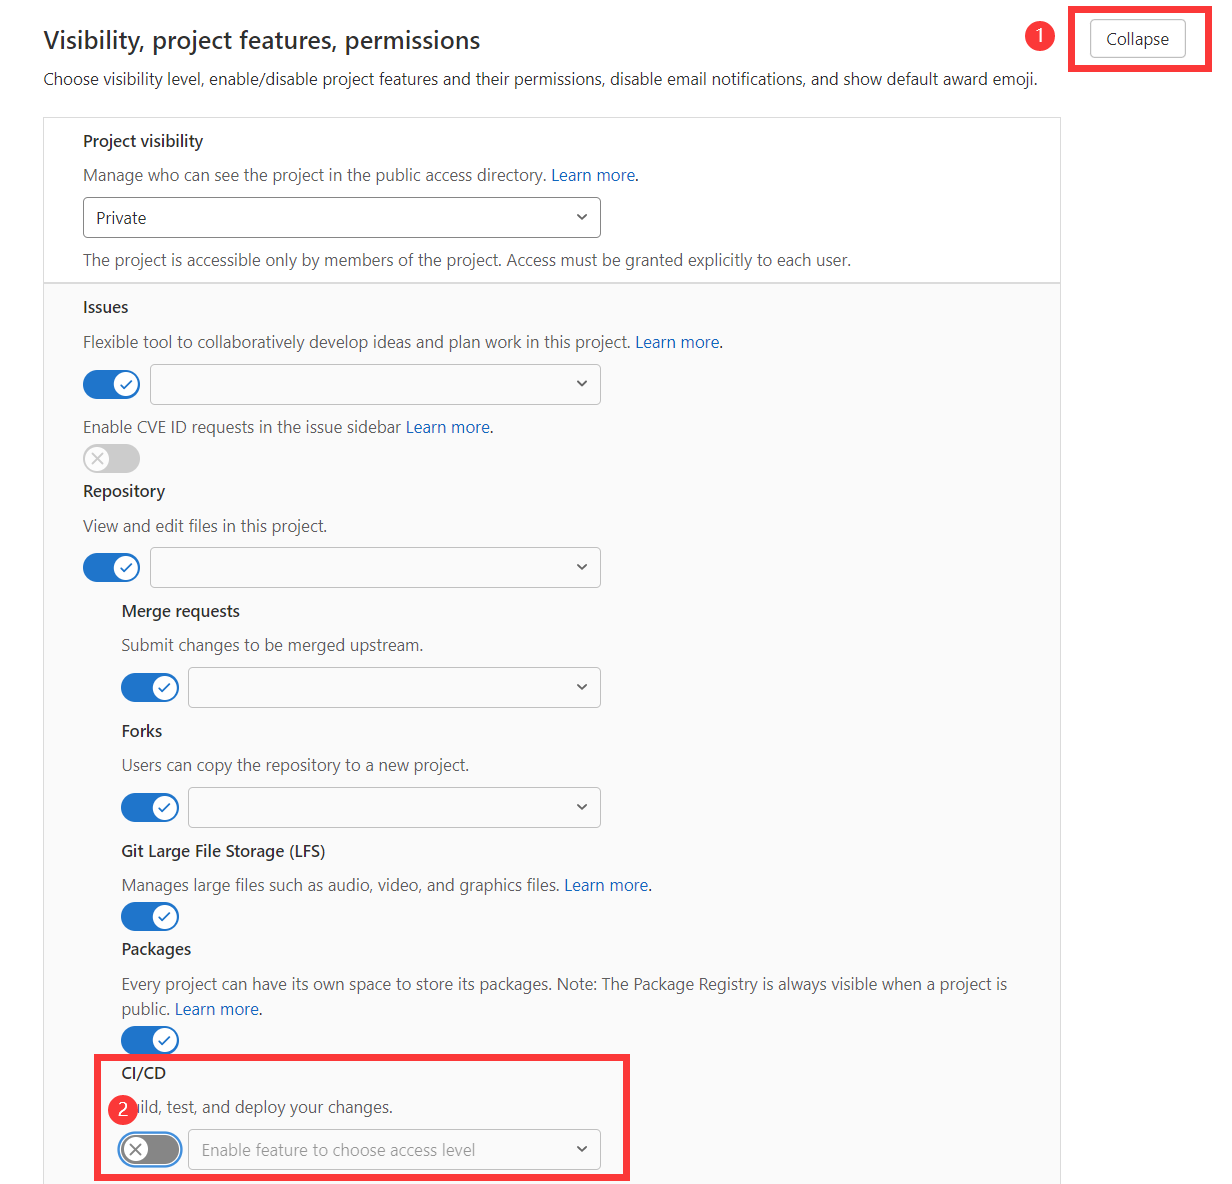 Visibility, project features, permissions
1
Collapse
Choose visibility level, enable/disable project features and their permissions, disable email notifications, and show default award emoji.
Project visibility
Manage who can see the project in the public access directory. Learn more.
Private
The project is accessible only by members of the project. Access must be granted explicitly to each user.
Issues
Flexible tool to collaboratively develop ideas and plan work in this project. Learn more.
Enable CVE ID requests in the issue sidebar Learn more.
Repository
View and edit files in this project.
Merge requests
Submit changes to be merged upstream.
Forks
Users can copy the repository to a new project.
Git Large File Storage (LFS)
Manages large files such as audio, video, and graphics files. Learn more.
Packages
Every project can have its own space to store its packages. Note: The Package Registry is always visible when a project is
public. Learn more.
CI/CD
2 ild, test, and deploy your changes.
Enable feature to choose access level